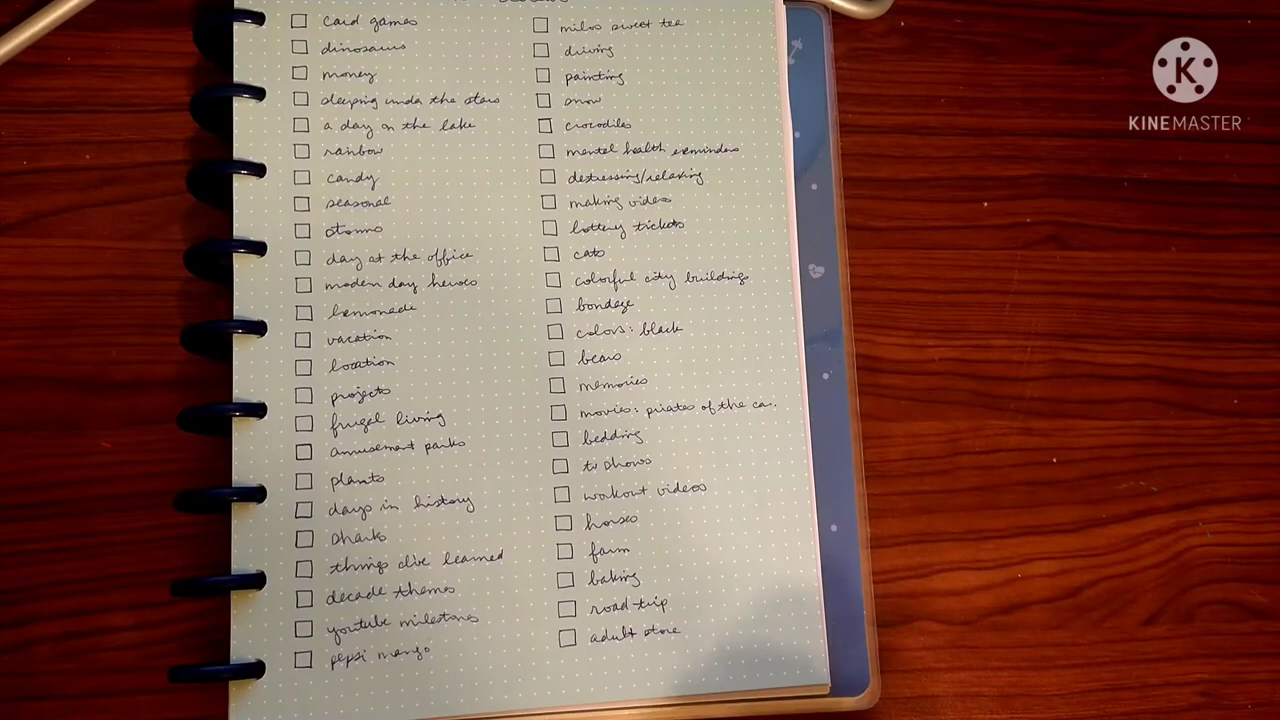 card games
dinosaurs
money
sleeping under the stars
a day on the lake
rainbow
candy
seasonal
storms
day at the office
modern day heroes
lemonade
vacation
location
projects
frugal living
amusement parks
plants
days in history
sharks
things i've learned
decade themes
youtube milestones
pepsi mango
milos sweet tea
driving
painting
snow
crocodiles
mental health reminders
destressing/relaxing
making videos
lottery tickets
cats
colorful city buildings
bondage
colors: black
bears
memories
movies: pirates of the car.
bedding
tv shows
workout videos
horses
farm
baking
road trip
adult store
K
KINEMASTER